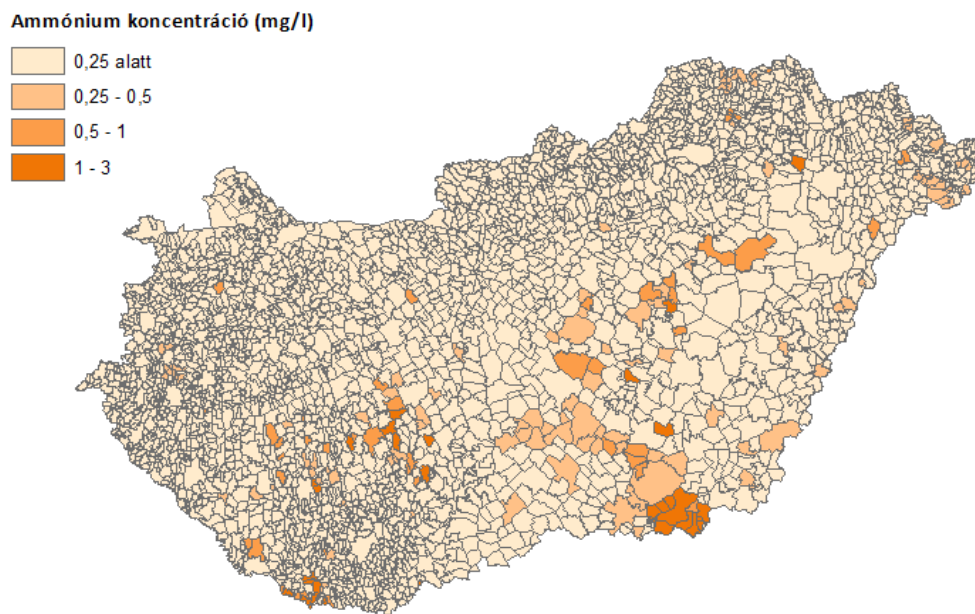 Ammónium koncentráció (mg/l)
0,25 alatt
0,25 - 0,5
0,5 - 1
1 - 3